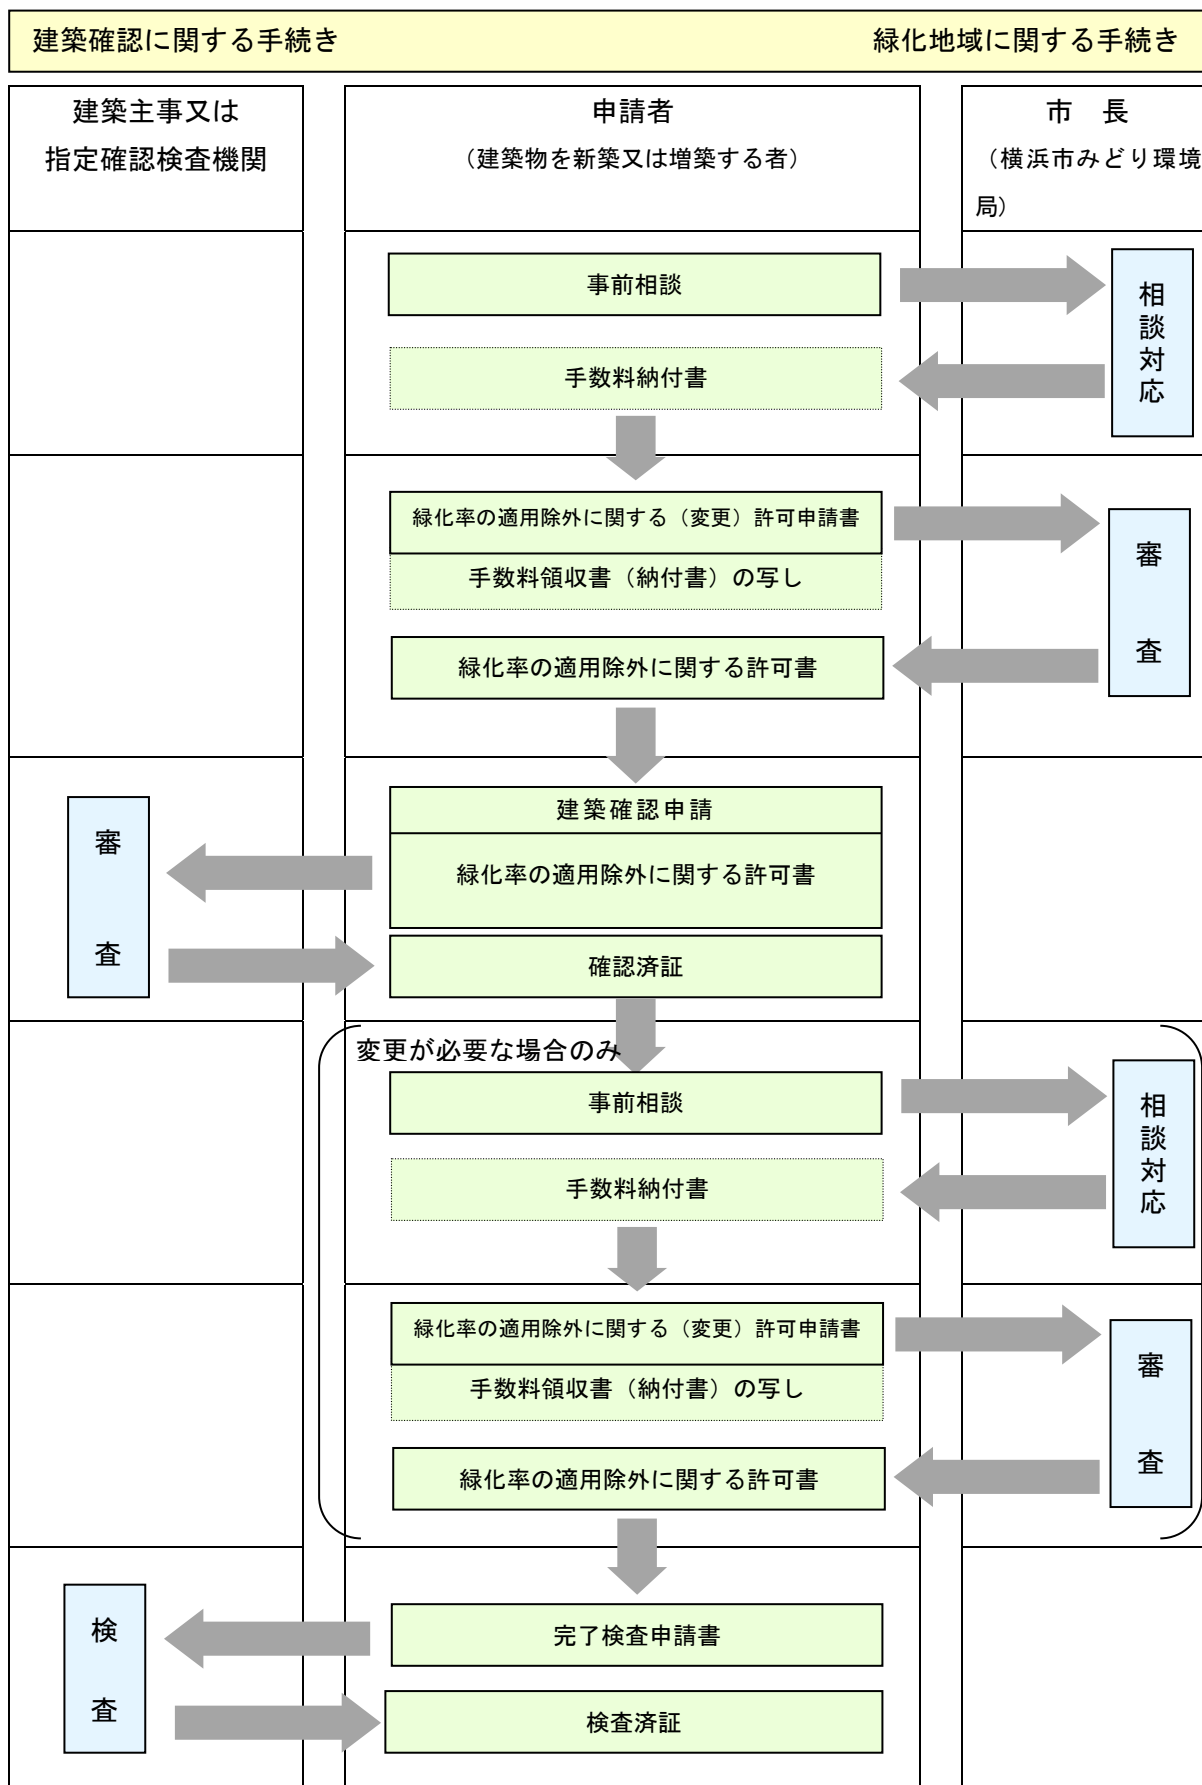 建築確認に関する手続き
緑化地域に関する手続き
建築主事又は
指定確認検査機関
申請者
（建築物を新築又は増築する者）
市　長
（横浜市みどり環境
局）
事前相談
相談対応
手数料納付書
緑化率の適用除外に関する（変更）許可申請書
手数料領収書（納付書）の写し
審査
緑化率の適用除外に関する許可書
建築確認申請
審査
緑化率の適用除外に関する許可書
確認済証
変更が必要な場合のみ
事前相談
相談対応
手数料納付書
緑化率の適用除外に関する（変更）許可申請書
手数料領収書（納付書）の写し
審査
緑化率の適用除外に関する許可書
検査
完了検査申請書
検査済証